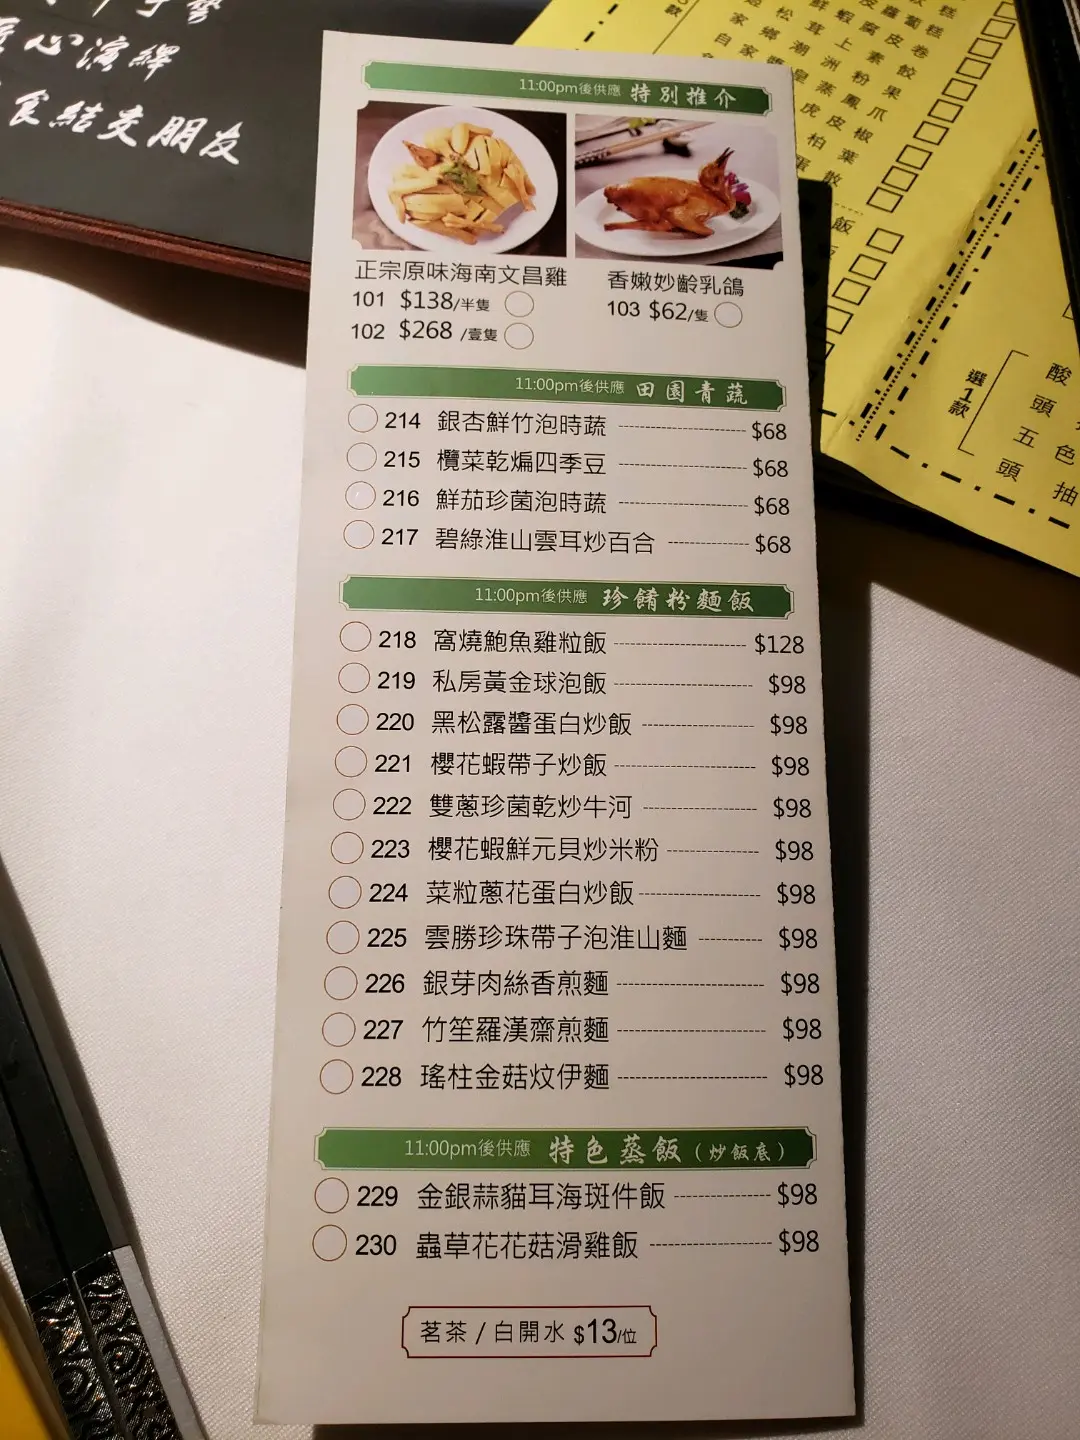 心演繹
食結交朋友
11:00pm後供應 特別推介
正宗原味海南文昌雞
101 $138/半隻
102 $268 /壹隻
香嫩妙齡乳鴿
103 $62/隻
11:00pm後供應 田園青蔬
214 銀杏鮮竹泡時蔬 $68
215 欖菜乾煸四季豆 $68
216 鮮茄珍菌泡時蔬 $68
217 碧綠淮山雲耳炒百合 $68
11:00pm後供應 珍餚粉麵飯
218 窩燒鮑魚雞粒飯 $128
219 私房黃金球泡飯 $98
220 黑松露醬蛋白炒飯 $98
221 櫻花蝦帶子炒飯 $98
222 雙蔥珍菌乾炒牛河 $98
223 櫻花蝦鮮元貝炒米粉 $98
224 菜粒蔥花蛋白炒飯 $98
225 雲勝珍珠帶子泡淮山麵 $98
226 銀芽肉絲香煎麵 $98
227 竹笙羅漢齋煎麵 $98
228 瑤柱金菇炆伊麵 $98
11:00pm後供應 特色蒸飯（炒飯底）
229 金銀蒜貓耳海斑件飯 $98
230 蟲草花花菇滑雞飯 $98
茗茶 / 白開水 $13/位
選1款